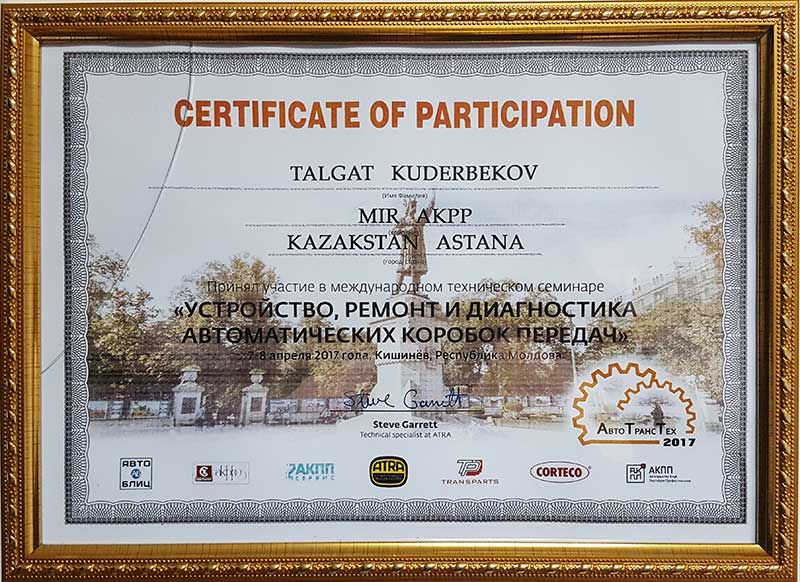 CERTIFICATE OF PARTICIPATION
TALGAT KUDERBEKOV
(Имя Фамилия)
MIR AKPP
KAZAKSTAN ASTANA
Принял участие в международном техническом семинаре
«УСТРОЙСТВО, РЕМОНТ И ДИАГНОСТИКА
АВТОМАТИЧЕСКИХ КОРОБОК ПЕРЕДАЧ»
7-8 апреля 2017 года. Кишинёв, Республика Молдова
Steve Garrett
Steve Garrett
Technical specialist at ATRA
АвтоТрансТех
2017
АВТО
БЛИЦ
АКПП
СЕРВИС
ATRA
TRANSPARTS
CORTECO
АКПП